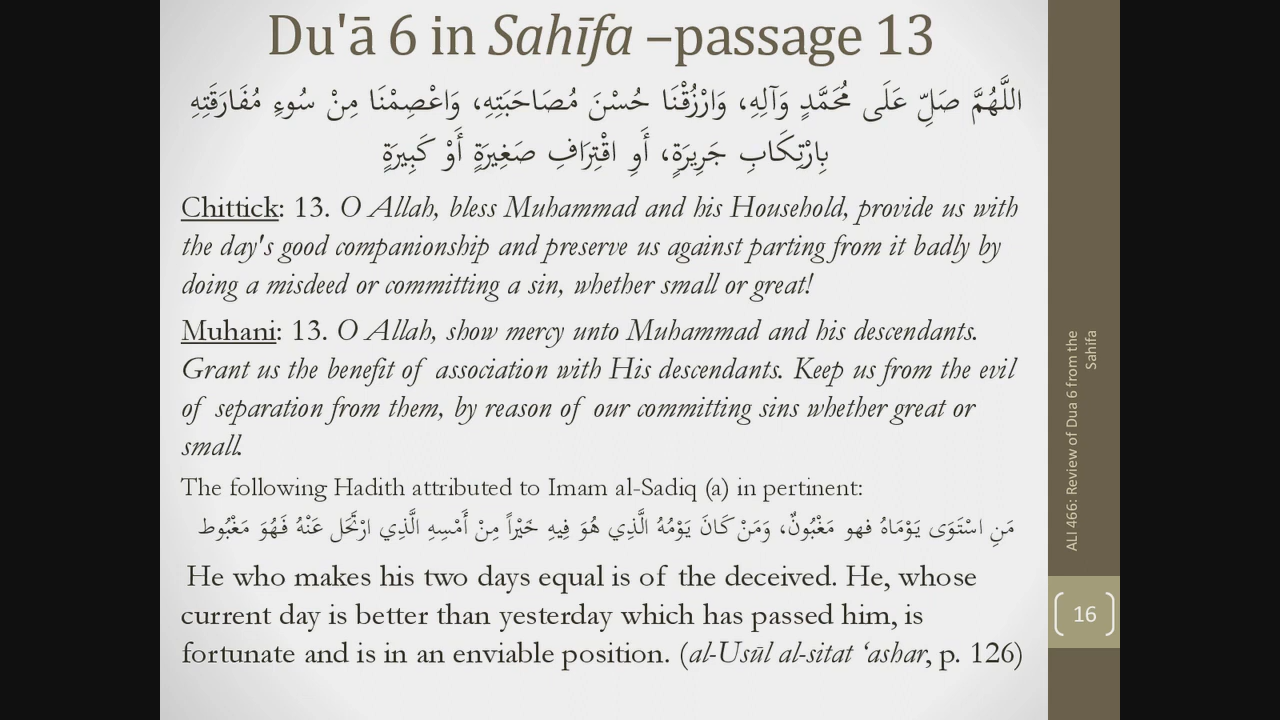 Du'ā 6 in Sahīfa –passage 13
اللَّهُمَّ صَلِّ عَلَى مُحَمَّدٍ وَآلِهِ، وَارْزُقْنَا حُسْنَ مُصَاحَبَتِهِ، وَاعْصِمْنَا مِنْ سُوءِ مُفَارَقَتِهِ
بِارْتِكَابِ جَرِيرَةٍ، أَوِ اقْتِرَافِ صَغِيرَةٍ أَوْ كَبِيرَةٍ
Chittick: 13. O Allah, bless Muhammad and his Household, provide us with
the day's good companionship and preserve us against parting from it badly by
doing a misdeed or committing a sin, whether small or great!
Muhani: 13. O Allah, show mercy unto Muhammad and his descendants.
Grant us the benefit of association with His descendants. Keep us from the evil
of separation from them, by reason of our committing sins whether great or
small.
The following Hadith attributed to Imam al-Sadiq (a) in pertinent:
مَنِ اسْتَوَى يَوْمَاهُ فهو مَغْبُونٌ، وَمَنْ كَانَ يَوْمُهُ الَّذِي هُوَ فِيهِ خَيْراً مِنْ أَمْسِهِ الَّذِي ارْتَحَل عَنْهُ فَهُوَ مَغْبُوط
He who makes his two days equal is of the deceived. He, whose
current day is better than yesterday which has passed him, is
fortunate and is in an enviable position. (al-Usūl al-sitat ‘ashar, p. 126)
ALI 466: Review of Dua 6 from the
Sahifa
16